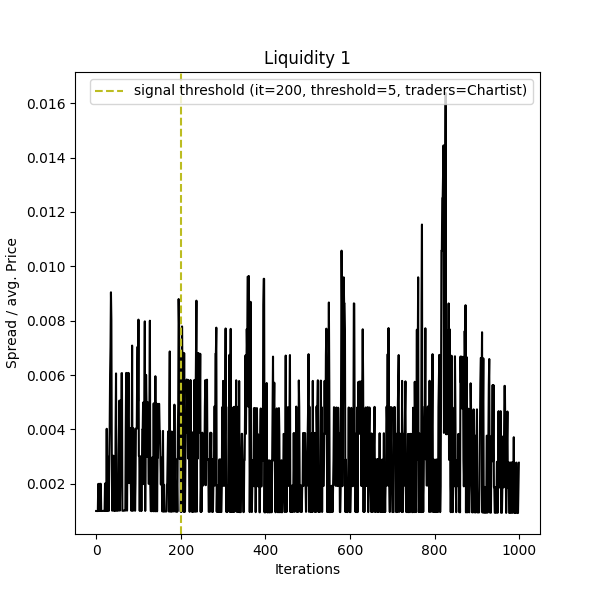 Liquidity 1
signal threshold (it=200, threshold=5, traders=Chartist)
Spread / avg. Price
0.016
0.014
0.012
0.010
0.008
0.006
0.004
0.002
0 200 400 600 800 1000
Iterations